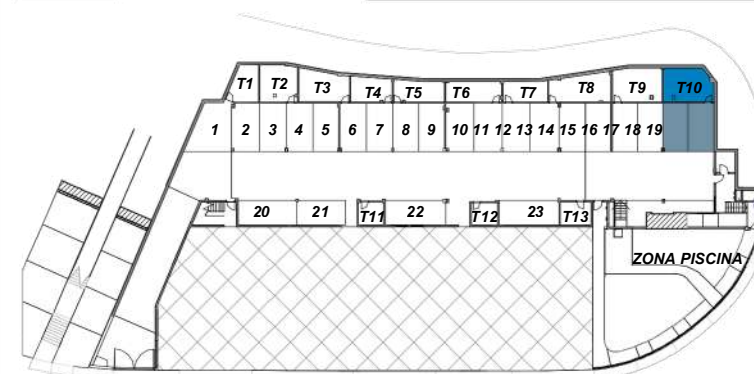 T1 T2 T3 T4 T5 T6 T7 T8 T9 T10
1 2 3 4 5 6 7 8 9 10 11 12 13 14 15 16 17 18 19
20 21 T11 22 T12 23 T13
ZONA PISCINA